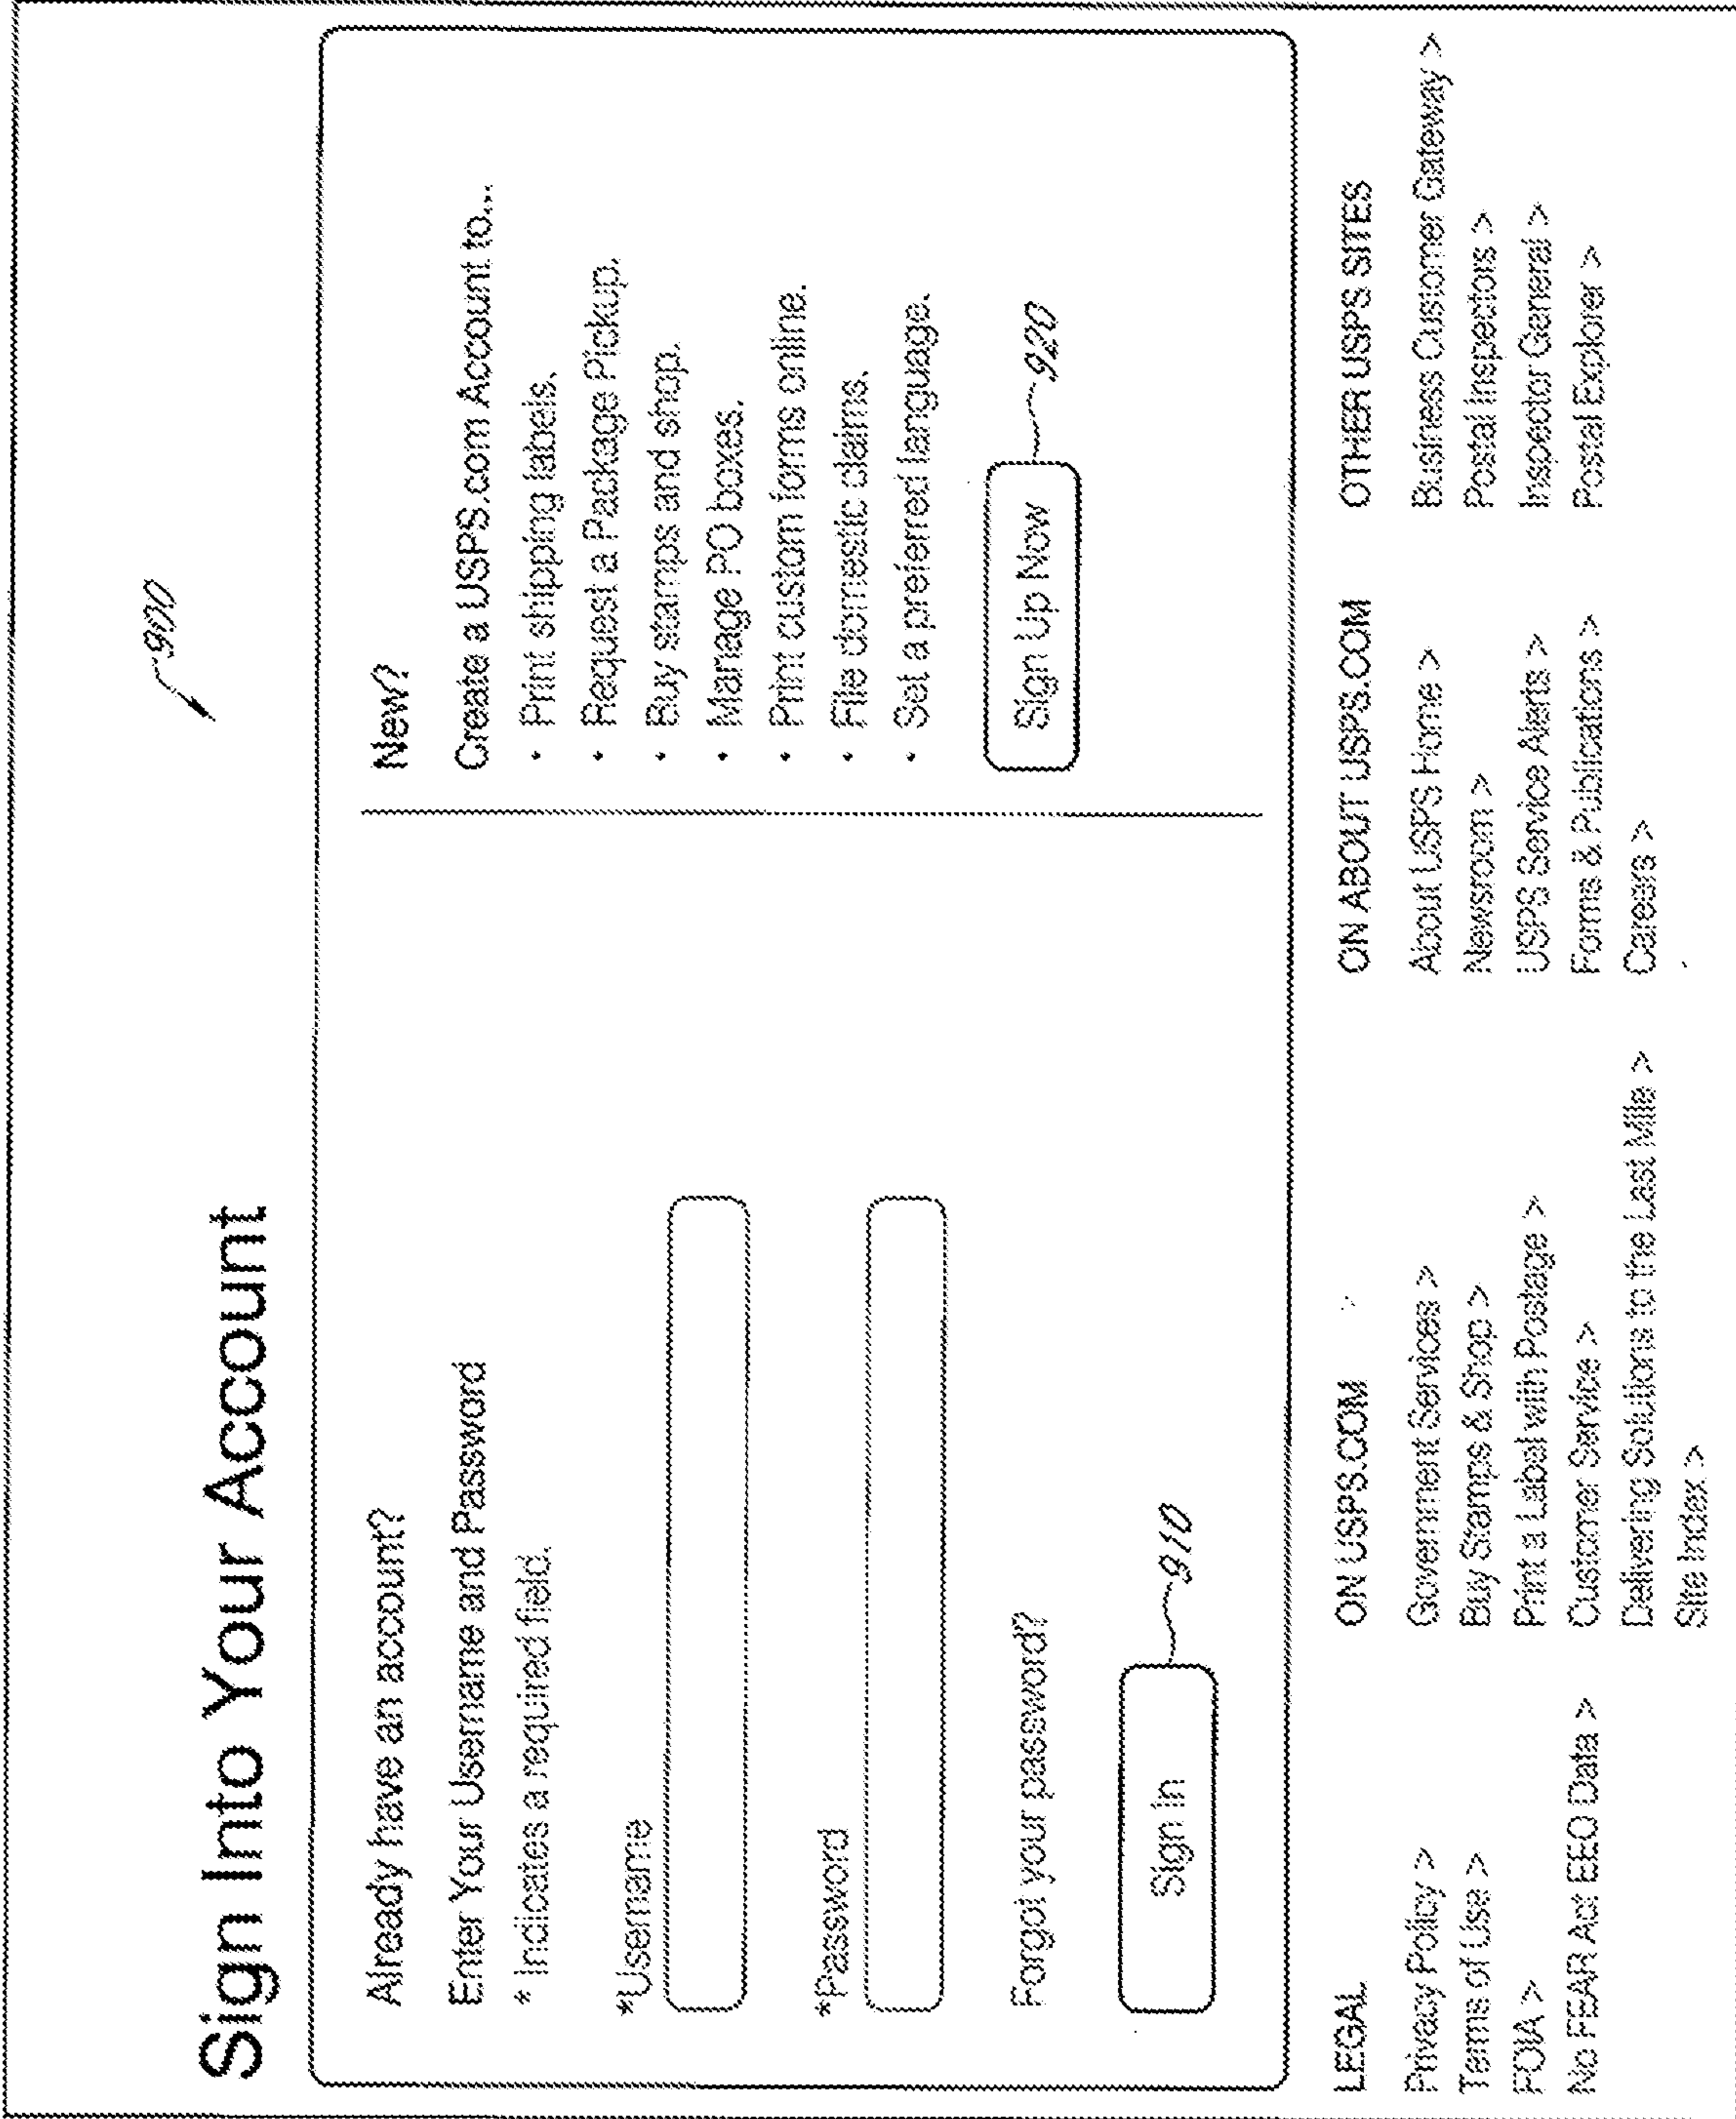 900
Sign Into Your Account
Already have an account?
Enter Your Username and Password
* Indicates a required field.
*Username
*Password
Forgot your password?
Sign In
910
New?
Create a USPS.com Account to...
• Print shipping labels.
• Request a Package Pickup.
• Buy stamps and shop.
• Manage PO boxes.
• Print custom forms online.
• File domestic claims.
• Set a preferred language.
Sign Up Now
920
LEGAL
Privacy Policy >
Terms of Use >
FOIA >
No FEAR Act EEO Data >
ON USPS.COM
Government Services >
Buy Stamps & Shop >
Print a Label with Postage >
Customer Service >
Delivering Solutions to the Last Mile >
Site Index >
ON ABOUT USPS.COM
About USPS Home >
Newsroom >
USPS Service Alerts >
Forms & Publications >
Careers >
OTHER USPS SITES
Business Customer Gateway >
Postal Inspectors >
Inspector General >
Postal Explorer >